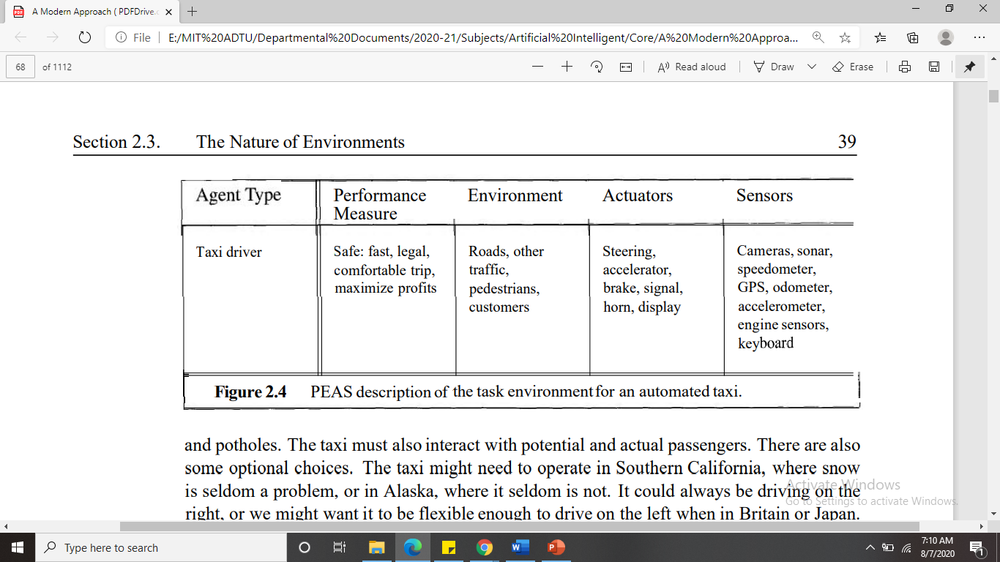 A Modern Approach ( PDFDrive.c
File
E:/MIT%20ADTU/Departmental%20Documents/2020-21/Subjects/Artificial%20Intelligent/Core/A%20Modern%20Approa...
68 of 1112
Read aloud
Draw
Erase
Section 2.3. The Nature of Environments 39
Agent Type
Performance
Measure
Environment
Actuators
Sensors
Taxi driver
Safe: fast, legal,
comfortable trip,
maximize profits
Roads, other
traffic,
pedestrians,
customers
Steering,
accelerator,
brake, signal,
horn, display
Cameras, sonar,
speedometer,
GPS, odometer,
accelerometer,
engine sensors,
keyboard
Figure 2.4 PEAS description of the task environment for an automated taxi.
and potholes. The taxi must also interact with potential and actual passengers. There are also
some optional choices. The taxi might need to operate in Southern California, where snow
is seldom a problem, or in Alaska, where it seldom is not. It could always be driving on the
right, or we might want it to be flexible enough to drive on the left when in Britain or Japan.
Activate Windows
Go to Settings to activate Windows.
Type here to search
7:10 AM
8/7/2020
1